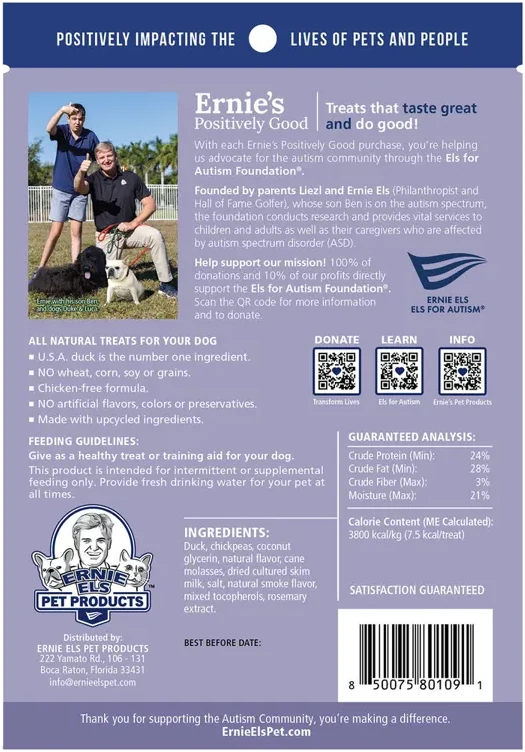 POSITIVELY IMPACTING THE LIVES OF PETS AND PEOPLE
Ernie's
Positively Good
Treats that taste great
and do good!
With each Ernie's Positively Good purchase, you're helping
us advocate for the autism community through the Els for
Autism Foundation®.
Founded by parents Liezl and Ernie Els (Philanthropist and
Hall of Fame Golfer), whose son Ben is on the autism spectrum,
the foundation conducts research and provides vital services to
children and adults as well as their caregivers who are affected
by autism spectrum disorder (ASD).
Help support our mission! 100% of
donations and 10% of our profits directly
support the Els for Autism Foundation®.
Scan the QR code for more information
and to donate.
ERNIE ELS
ELS FOR AUTISM®
Ernie with his son Ben
and dogs Duke & Luca
ALL NATURAL TREATS FOR YOUR DOG
■ U.S.A. duck is the number one ingredient.
■ NO wheat, corn, soy or grains.
■ Chicken-free formula.
■ NO artificial flavors, colors or preservatives.
■ Made with upcycled ingredients.
DONATE LEARN INFO
Transform Lives Els for Autism Ernie's Pet Products
FEEDING GUIDELINES:
Give as a healthy treat or training aid for your dog.
This product is intended for intermittent or supplemental
feeding only. Provide fresh drinking water for your pet at
all times.
GUARANTEED ANALYSIS:
Crude Protein (Min): 24%
Crude Fat (Min): 28%
Crude Fiber (Max): 3%
Moisture (Max): 21%
Calorie Content (ME Calculated):
3800 kcal/kg (7.5 kcal/treat)
SATISFACTION GUARANTEED
ERNIE
ELS
PET PRODUCTS
TM
INGREDIENTS:
Duck, chickpeas, coconut
glycerin, natural flavor, cane
molasses, dried cultured skim
milk, salt, natural smoke flavor,
mixed tocopherols, rosemary
extract.
BEST BEFORE DATE:
Distributed by:
ERNIE ELS PET PRODUCTS
222 Yamato Rd., 106 - 131
Boca Raton, Florida 33431
info@ernieelspet.com
8 50075 80109 1
Thank you for supporting the Autism Community, you're making a difference.
ErnieElsPet.com